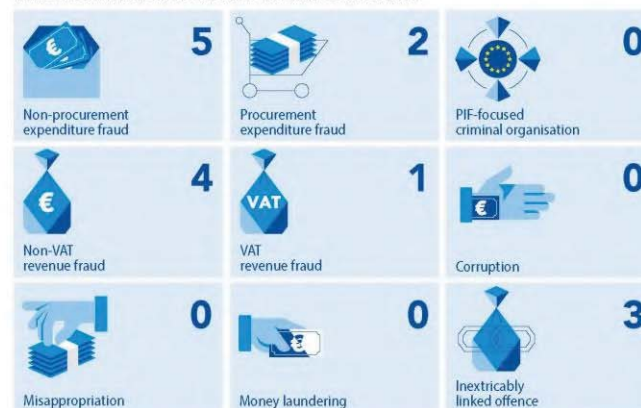 5
Non-procurement
expenditure fraud
2
Procurement
expenditure fraud
0
PIF-focused
criminal organisation
4
€
Non-VAT
revenue fraud
1
VAT
VAT
revenue fraud
0
€
Corruption
0
Misappropriation
0
€
Money laundering
3
Inextricably
linked offence